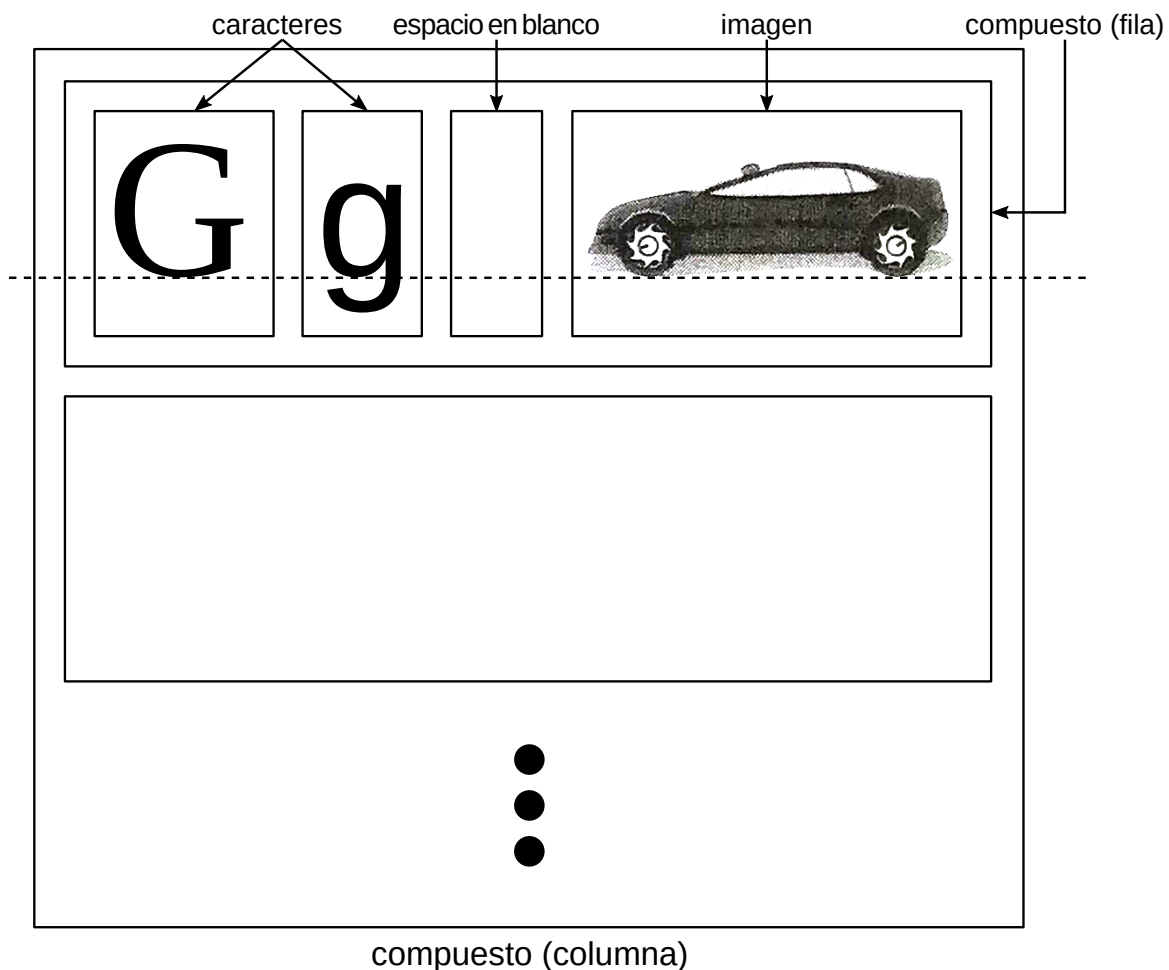 caracteres espacio en blanco imagen compuesto (fila)
G g
compuesto (columna)